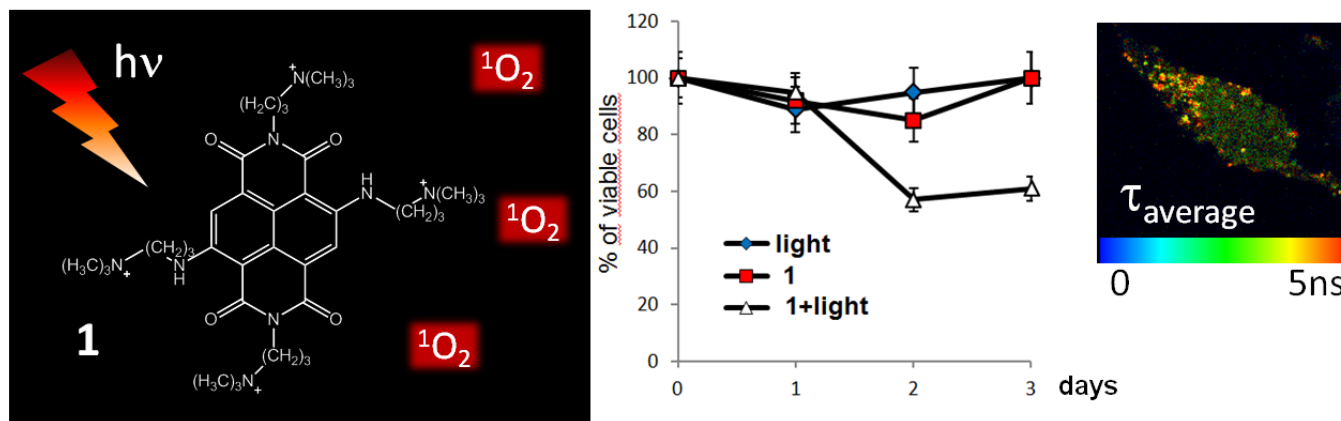 hν
¹O₂
¹O₂
¹O₂
1
+
N(CH₃)₃
(H₂C)₃
N
O
O
NH
+
N(CH₃)₃
(CH₂)₃
(CH₂)₃
(H₃C)₃N
+
N
H
O
O
N
(CH₂)₃
(H₃C)₃N
+
% of viable cells
120
100
80
60
40
20
0
0
1
2
3
days
light
1
1+light
τaverage
0
5ns